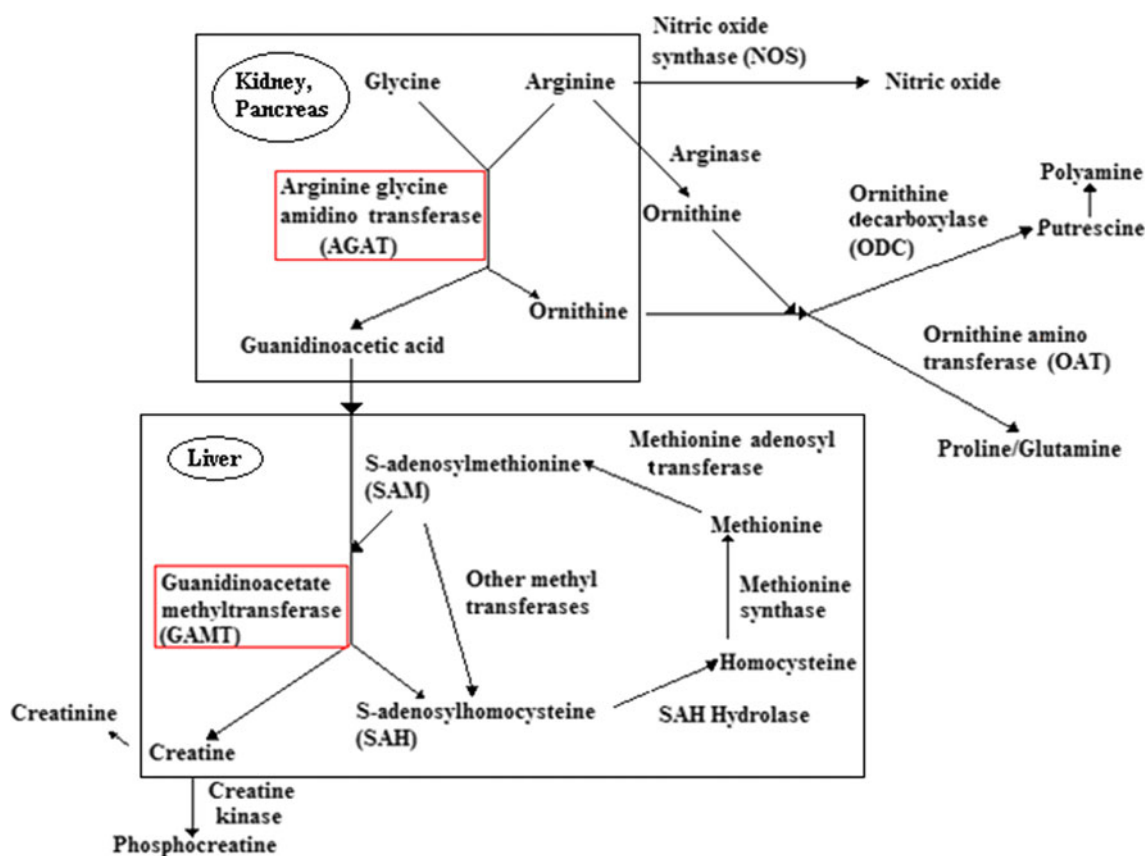 Kidney,
Pancreas
Glycine
Arginine
Nitric oxide
synthase (NOS)
Nitric oxide
Arginase
Arginine glycine
amidino transferase
(AGAT)
Ornithine
Ornithine
decarboxylase
(ODC)
Polyamine
Putrescine
Ornithine
Guanidinoacetic acid
Ornithine amino
transferase (OAT)
Proline/Glutamine
Liver
S-adenosylmethionine
(SAM)
Methionine adenosyl
transferase
Methionine
Guanidinoacetate
methyltransferase
(GAMT)
Other methyl
transferases
Methionine
synthase
Homocysteine
S-adenosylhomocysteine
(SAH)
SAH Hydrolase
Creatinine
Creatine
Creatine
kinase
Phosphocreatine